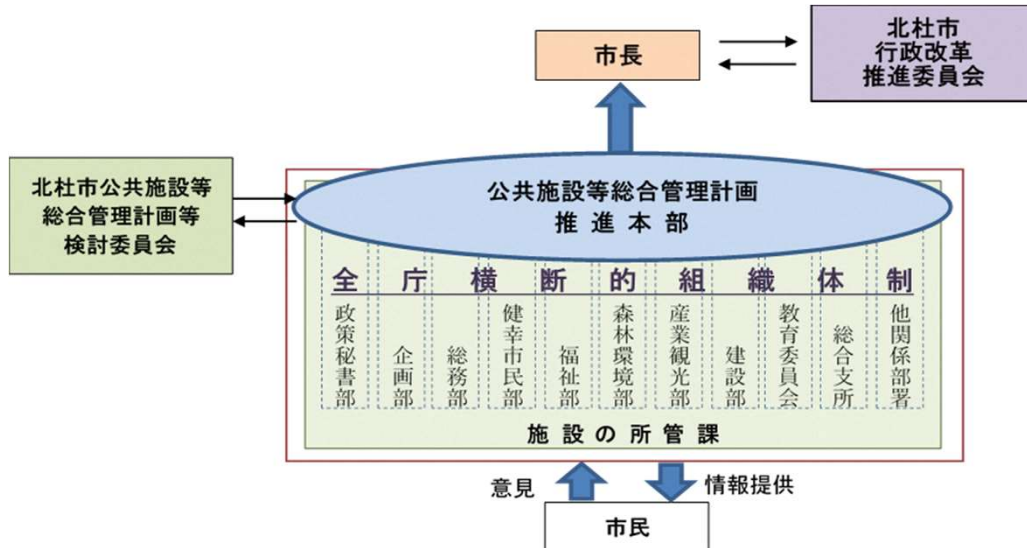 市長
北杜市
行政改革
推進委員会
北杜市公共施設等
総合管理計画等
検討委員会
公共施設等総合管理計画
推進本部
全庁横断的組織体制
政策秘書部
企画部
総務部
健幸市民部
福祉部
森林環境部
産業観光部
建設部
教育委員会
総合支所
他関係部署
施設の所管課
意見
情報提供
市民